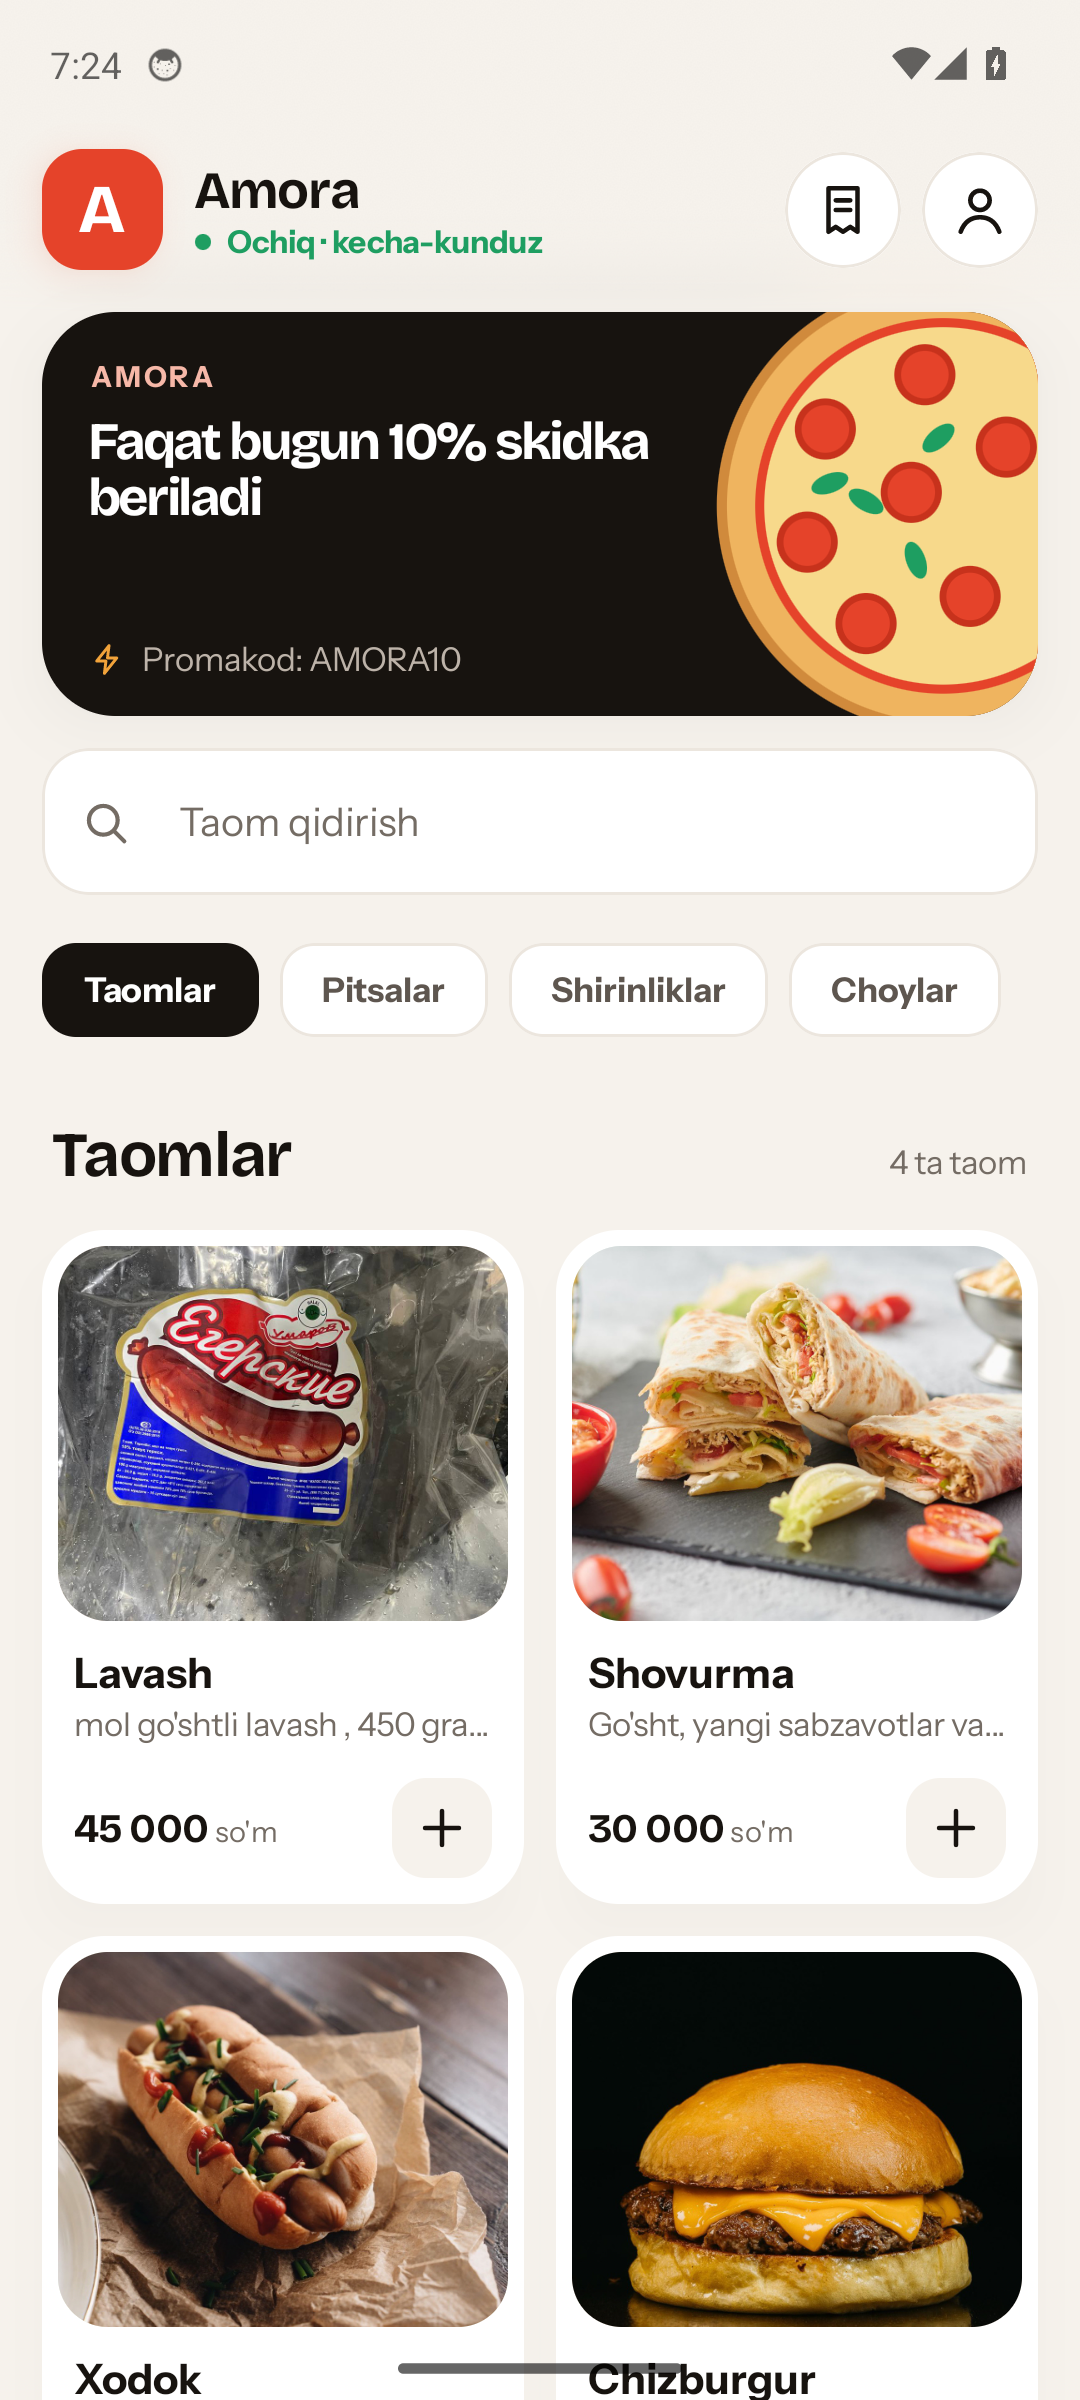 7:24
A
Amora
Ochiq · kecha-kunduz
AMORA
Faqat bugun 10% skidka
beriladi
Promakod: AMORA10
Taom qidirish
Taomlar
Pitsalar
Shirinliklar
Choylar
Taomlar
4 ta taom
Умаров
Егерские
Lavash
mol go'shtli lavash , 450 gra...
45 000 so'm
Shovurma
Go'sht, yangi sabzavotlar va...
30 000 so'm
Xodok
Chizburgur